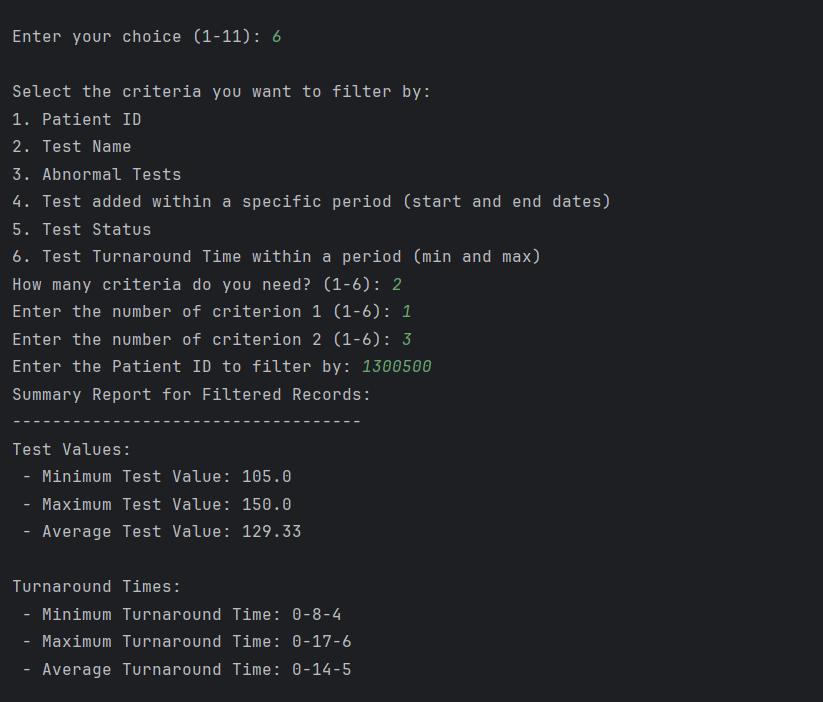 Enter your choice (1-11): 6
Select the criteria you want to filter by:
1. Patient ID
2. Test Name
3. Abnormal Tests
4. Test added within a specific period (start and end dates)
5. Test Status
6. Test Turnaround Time within a period (min and max)
How many criteria do you need? (1-6): 2
Enter the number of criterion 1 (1-6): 1
Enter the number of criterion 2 (1-6): 3
Enter the Patient ID to filter by: 1300500
Summary Report for Filtered Records:
-----------------------------------
Test Values:
 - Minimum Test Value: 105.0
 - Maximum Test Value: 150.0
 - Average Test Value: 129.33
Turnaround Times:
 - Minimum Turnaround Time: 0-8-4
 - Maximum Turnaround Time: 0-17-6
 - Average Turnaround Time: 0-14-5